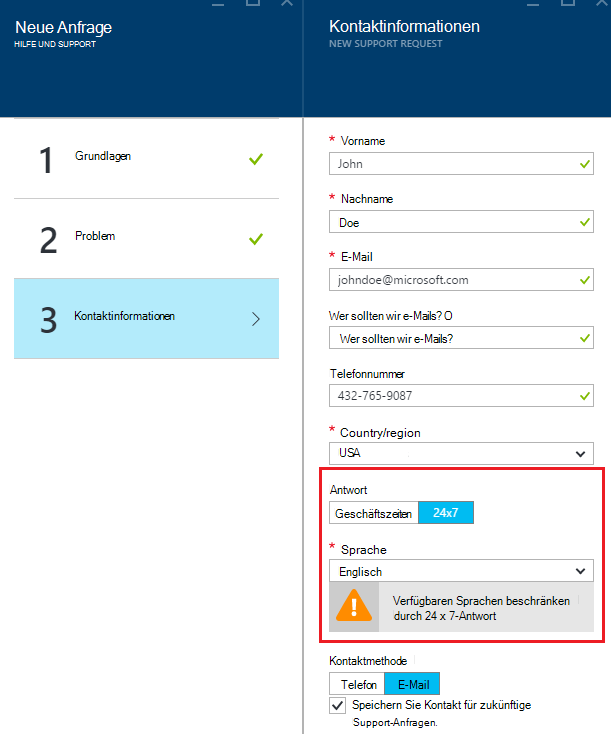 Neue Anfrage
HILFE UND SUPPORT
1 Grundlagen
2 Problem
3 Kontaktinformationen
Kontaktinformationen
NEW SUPPORT REQUEST
* Vorname
John
* Nachname
Doe
* E-Mail
johndoe@microsoft.com
Wer sollten wir e-Mails? O
Wer sollten wir e-Mails?
Telefonnummer
432-765-9087
* Country/region
USA
Antwort
Geschäftszeiten 24x7
* Sprache
Englisch
Verfügbaren Sprachen beschränken
durch 24 x 7-Antwort
Kontaktmethode
Telefon E-Mail
Speichern Sie Kontakt für zukünftige
Support-Anfragen.